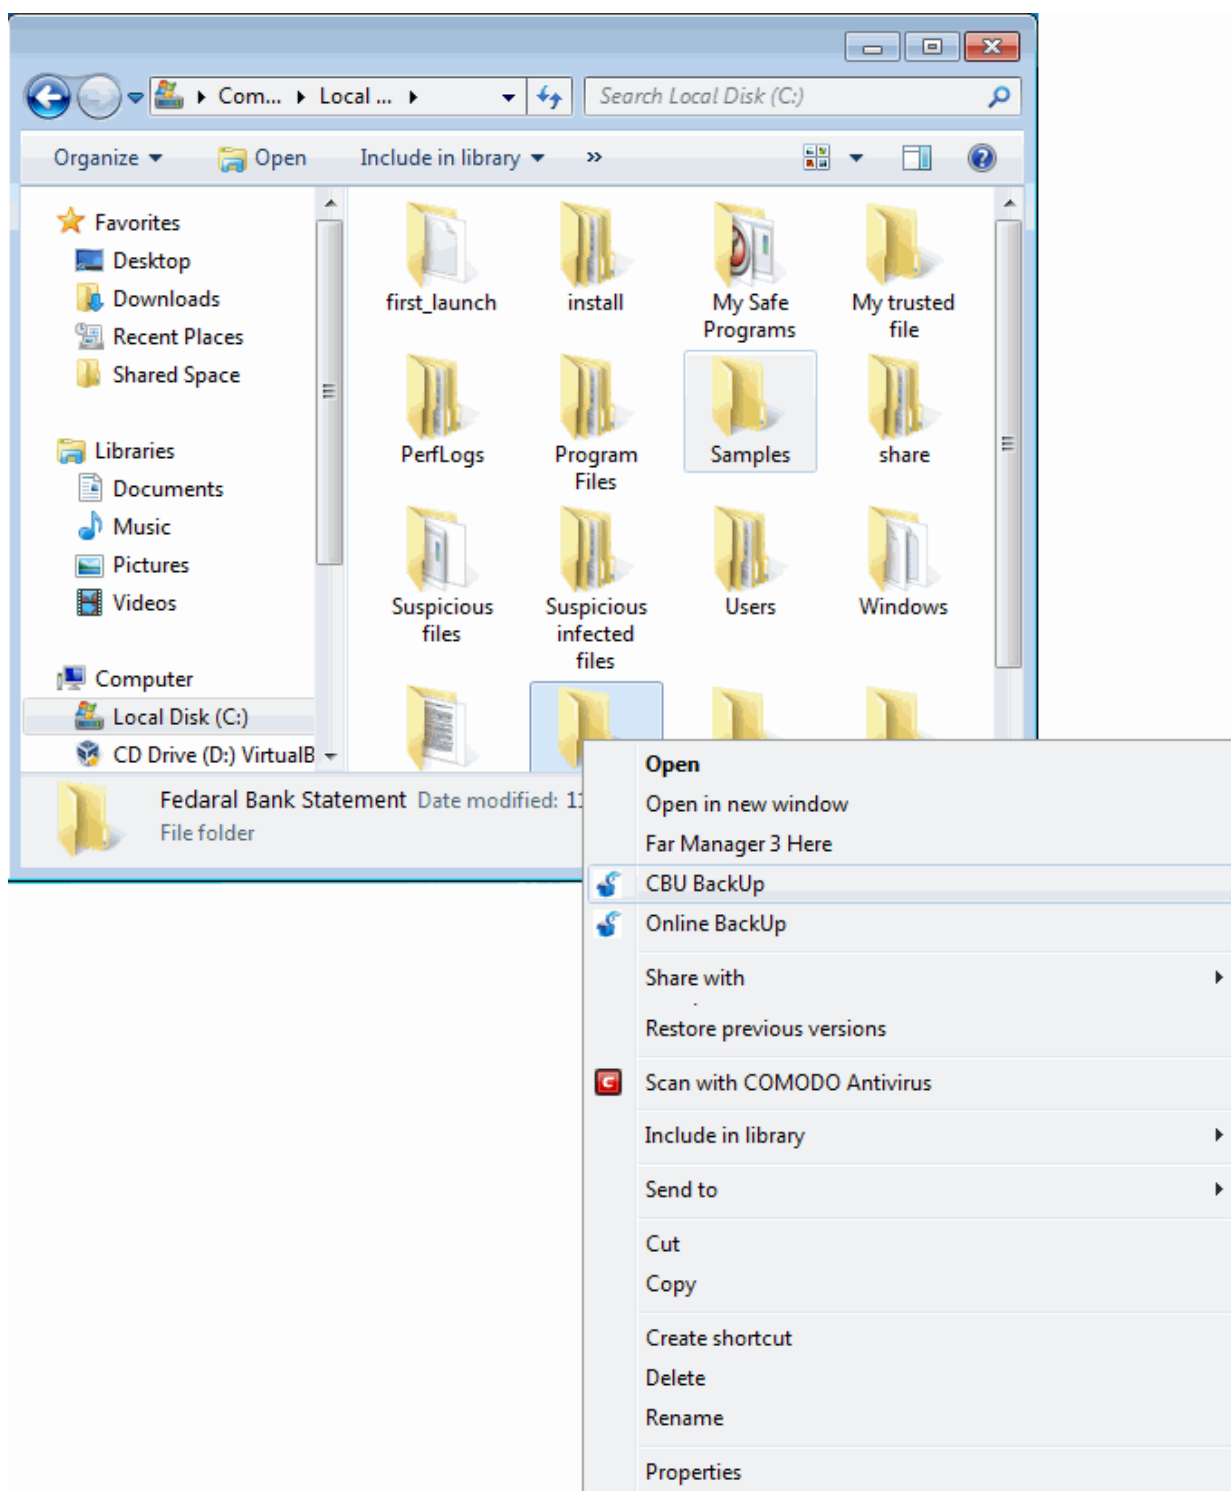 Com... Local ...
Search Local Disk (C:)
Organize Open Include in library »
Favorites
Desktop
Downloads
Recent Places
Shared Space
Libraries
Documents
Music
Pictures
Videos
Computer
Local Disk (C:)
CD Drive (D:) VirtualB
first_launch
install
My Safe
Programs
My trusted
file
PerfLogs
Program
Files
Samples
share
Suspicious
files
Suspicious
infected
files
Users
Windows
Fedaral Bank Statement Date modified: 11
File folder
Open
Open in new window
Far Manager 3 Here
CBU BackUp
Online BackUp
Share with
Restore previous versions
Scan with COMODO Antivirus
Include in library
Send to
Cut
Copy
Create shortcut
Delete
Rename
Properties